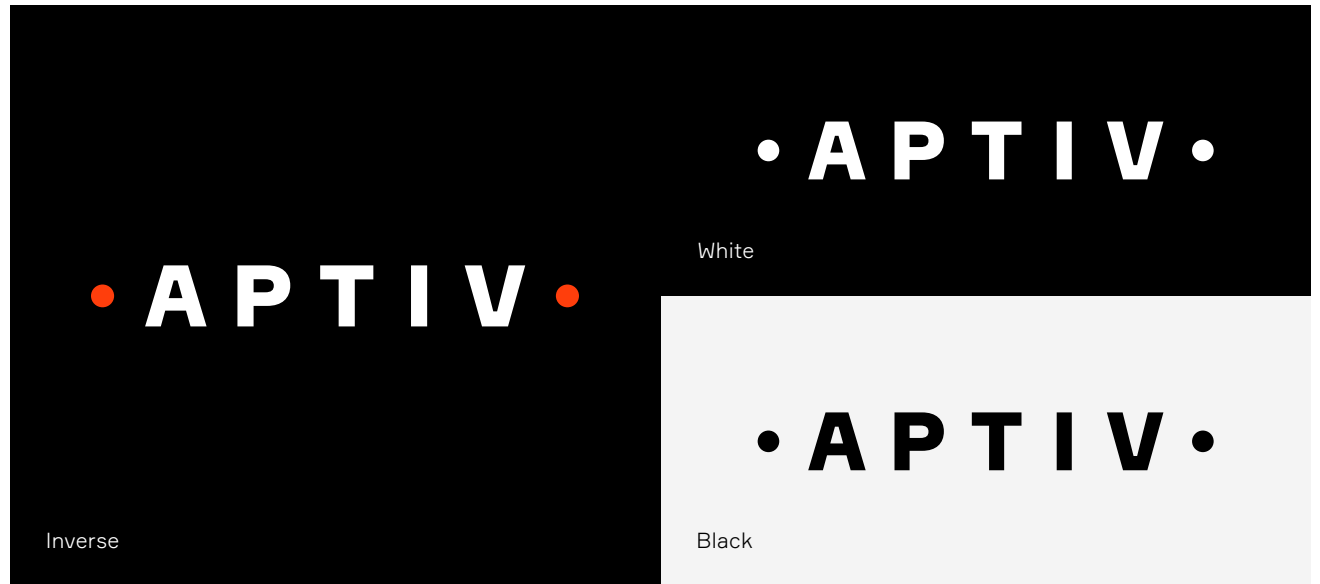 • APTIV •
Inverse
• APTIV •
White
• APTIV •
Black